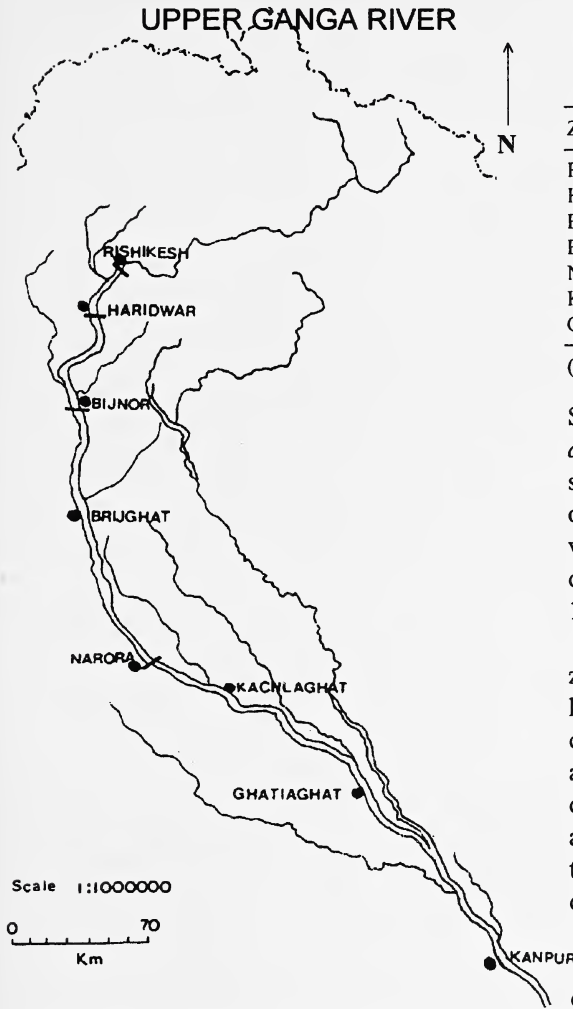 UPPER GANGA RIVER
N
RISHIKESH
HARIDWAR
BIJNOR
BRIJGHAT
NARORA
KACHLAGHAT
GHATIAGHAT
Scale 1:1000000
0 70
Km
KANPUR